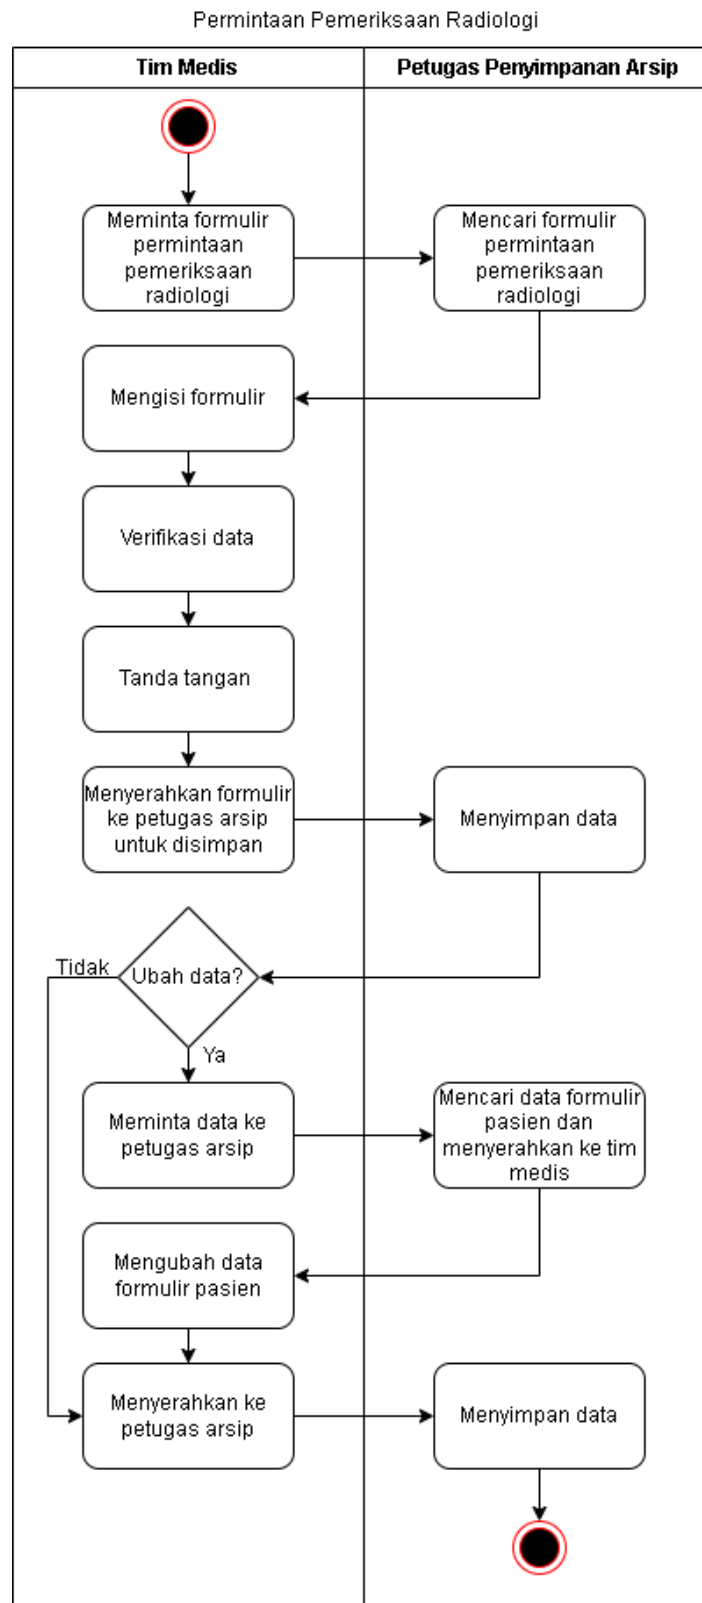 Permintaan Pemeriksaan Radiologi
Tim Medis
Petugas Penyimpanan Arsip
Meminta formulir
permintaan
pemeriksaan
radiologi
Mencari formulir
permintaan
pemeriksaan
radiologi
Mengisi formulir
Verifikasi data
Tanda tangan
Menyerahkan formulir
ke petugas arsip
untuk disimpan
Menyimpan data
Tidak
Ubah data?
Ya
Meminta data ke
petugas arsip
Mencari data formulir
pasien dan
menyerahkan ke tim
medis
Mengubah data
formulir pasien
Menyerahkan ke
petugas arsip
Menyimpan data